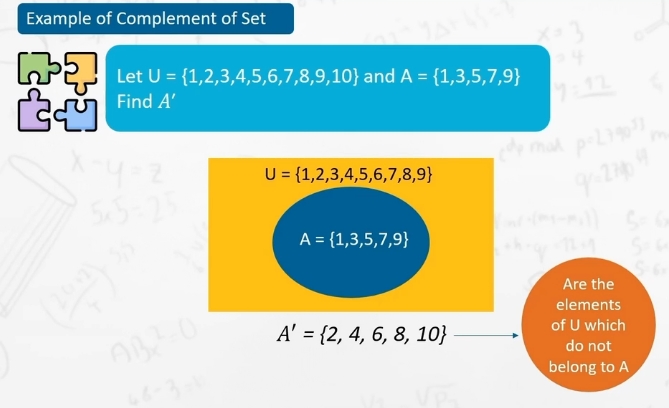 Example of Complement of Set
Let U = {1,2,3,4,5,6,7,8,9,10} and A = {1,3,5,7,9}
Find A′
U = {1,2,3,4,5,6,7,8,9}
A = {1,3,5,7,9}
A′ = {2, 4, 6, 8, 10}
Are the
elements
of U which
do not
belong to A